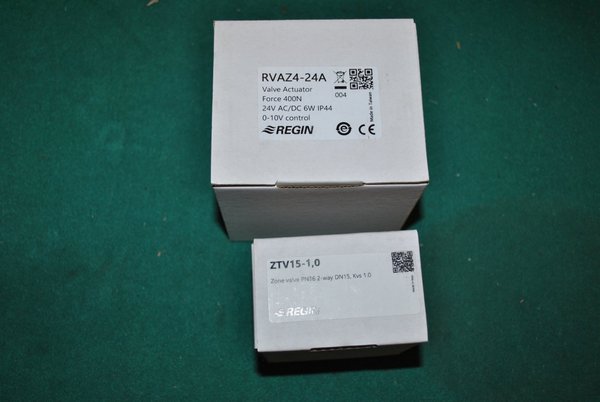 RVAZ4-24A
Valve Actuator
Force 400N
24V AC/DC 6W IP44
0-10V control
REGIN
004
Made in Taiwan
ZTV15-1,0
Zone valve PN16 2-way DN15, Kvs 1,0
REGIN